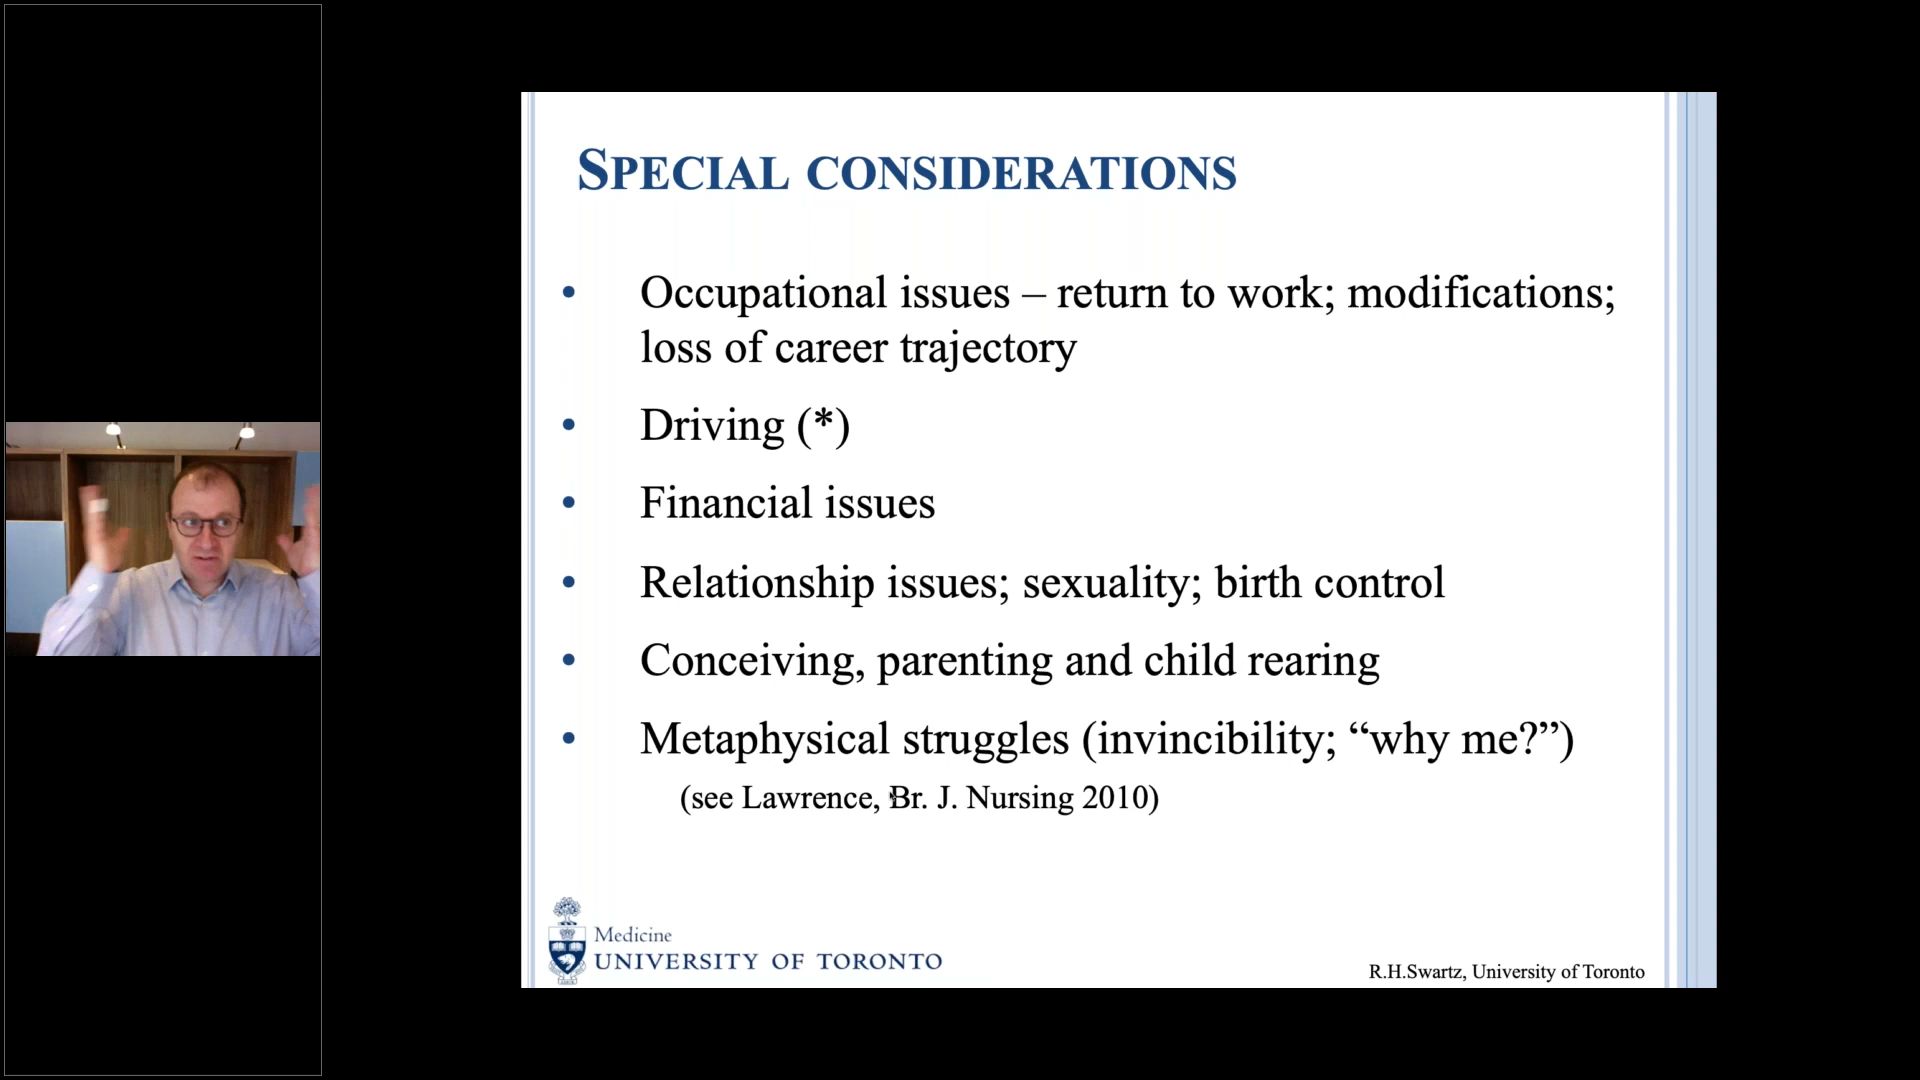 SPECIAL CONSIDERATIONS
• Occupational issues – return to work; modifications;
loss of career trajectory
• Driving (*)
• Financial issues
• Relationship issues; sexuality; birth control
• Conceiving, parenting and child rearing
• Metaphysical struggles (invincibility; “why me?”)
(see Lawrence, Br. J. Nursing 2010)
Medicine
UNIVERSITY OF TORONTO
R.H.Swartz, University of Toronto